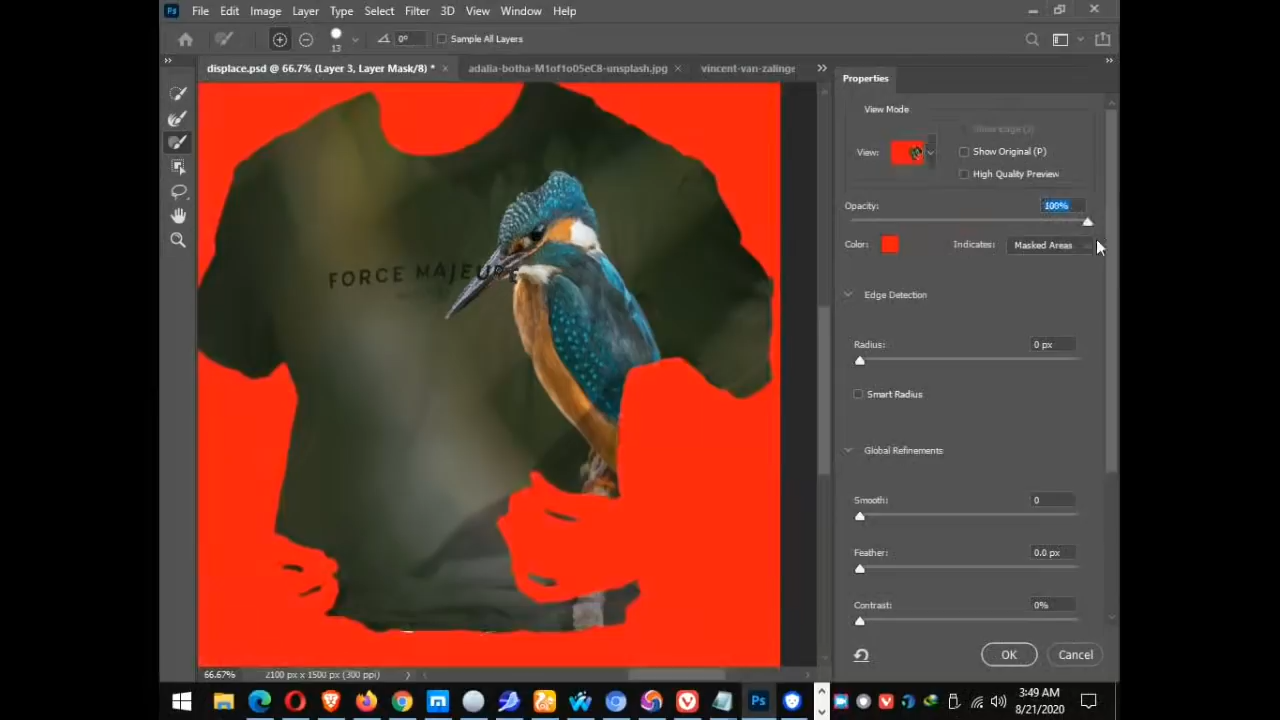 Ps File Edit Image Layer Type Select Filter 3D View Window Help
13 0° Sample All Layers
displace.psd @ 66.7% (Layer 3, Layer Mask/8) * adalia-botha-M1of1o05eC8-unsplash.jpg vincent-van-zalinge
Properties
View Mode
View: Show Original (P)
High Quality Preview
Opacity: 100%
Color: Indicates: Masked Areas
FORCE MAJEURE
Edge Detection
Radius: 0 px
Smart Radius
Global Refinements
Smooth: 0
Feather: 0.0 px
Contrast: 0%
OK Cancel
66.67% 2100 px x 1500 px (300 ppi)
3:49 AM
8/21/2020